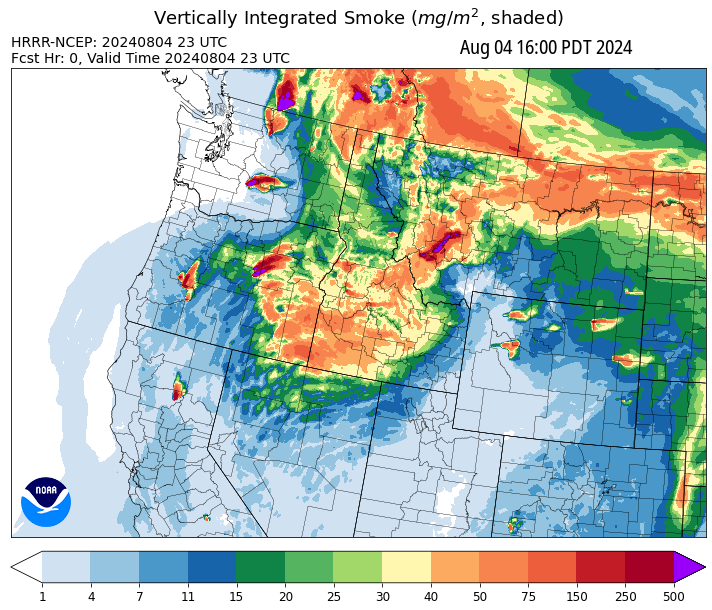 Vertically Integrated Smoke (mg/m², shaded)
HRRR-NCEP: 20240804 23 UTC
Fcst Hr: 0, Valid Time 20240804 23 UTC
Aug 04 16:00 PDT 2024
NOAA
1 4 7 11 15 20 25 30 40 50 75 150 250 500